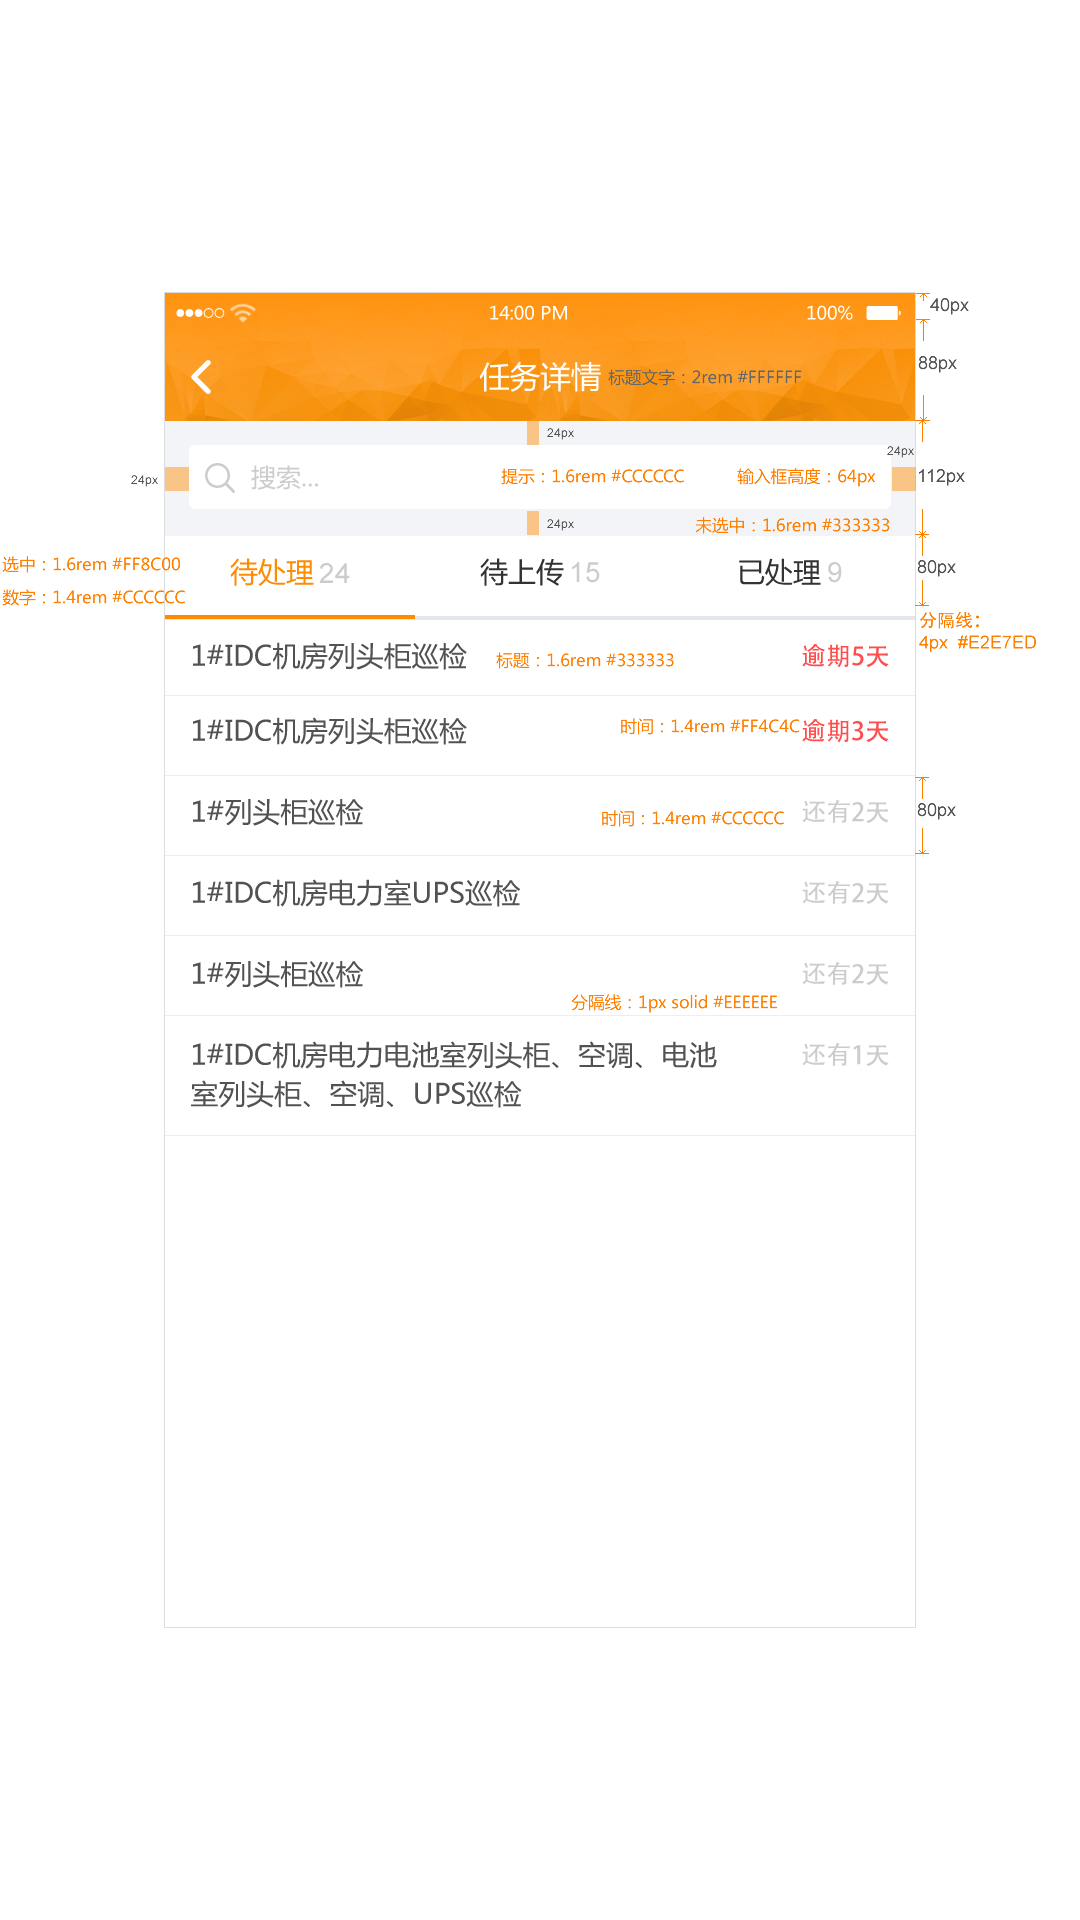 14:00 PM 100%
40px
任务详情 标题文字：2rem #FFFFFF
88px
24px
24px
24px 搜索... 提示：1.6rem #CCCCCC 输入框高度：64px
112px
24px
未选中：1.6rem #333333
选中：1.6rem #FF8C00
数字：1.4rem #CCCCCC
待处理 24 待上传 15 已处理 9
80px
分隔线：
4px #E2E7ED
1#IDC机房列头柜巡检 标题：1.6rem #333333 逾期5天
1#IDC机房列头柜巡检 时间：1.4rem #FF4C4C 逾期3天
1#列头柜巡检 时间：1.4rem #CCCCCC 还有2天
80px
1#IDC机房电力室UPS巡检 还有2天
1#列头柜巡检 还有2天
分隔线：1px solid #EEEEEE
1#IDC机房电力电池室列头柜、空调、电池 还有1天
室列头柜、空调、UPS巡检